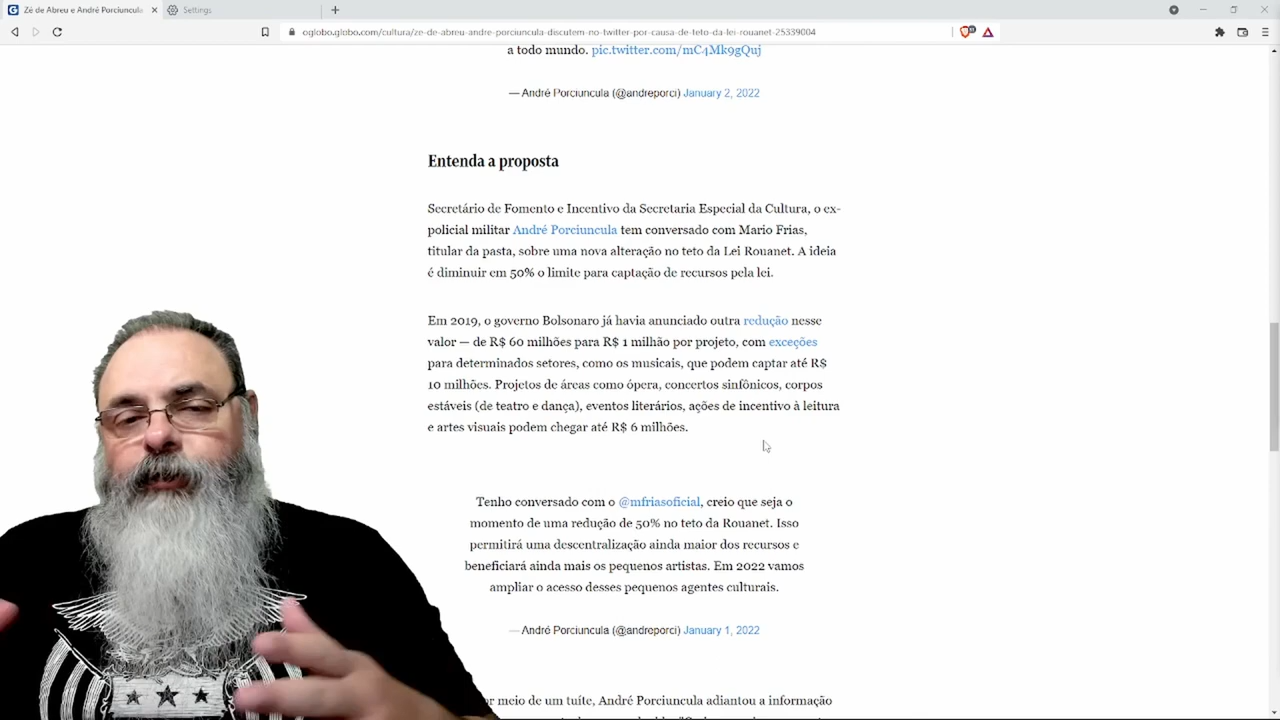 Zé de Abreu e André Porciuncula
Settings
oglobo.globo.com/cultura/ze-de-abreu-andre-porciuncula-discutem-no-twitter-por-causa-de-teto-da-lei-rouanet-25339004
a todo mundo. pic.twitter.com/mC4Mk9gQuj
— André Porciuncula (@andreporci) January 2, 2022
Entenda a proposta
Secretário de Fomento e Incentivo da Secretaria Especial da Cultura, o ex-
policial militar André Porciuncula tem conversado com Mario Frias,
titular da pasta, sobre uma nova alteração no teto da Lei Rouanet. A ideia
é diminuir em 50% o limite para captação de recursos pela lei.
Em 2019, o governo Bolsonaro já havia anunciado outra redução nesse
valor — de R$ 60 milhões para R$ 1 milhão por projeto, com exceções
para determinados setores, como os musicais, que podem captar até R$
10 milhões. Projetos de áreas como ópera, concertos sinfônicos, corpos
estáveis (de teatro e dança), eventos literários, ações de incentivo à leitura
e artes visuais podem chegar até R$ 6 milhões.
Tenho conversado com o @mfriasoficial, creio que seja o
momento de uma redução de 50% no teto da Rouanet. Isso
permitirá uma descentralização ainda maior dos recursos e
beneficiará ainda mais os pequenos artistas. Em 2022 vamos
ampliar o acesso desses pequenos agentes culturais.
— André Porciuncula (@andreporci) January 1, 2022
meio de um tuíte, André Porciuncula adiantou a informação